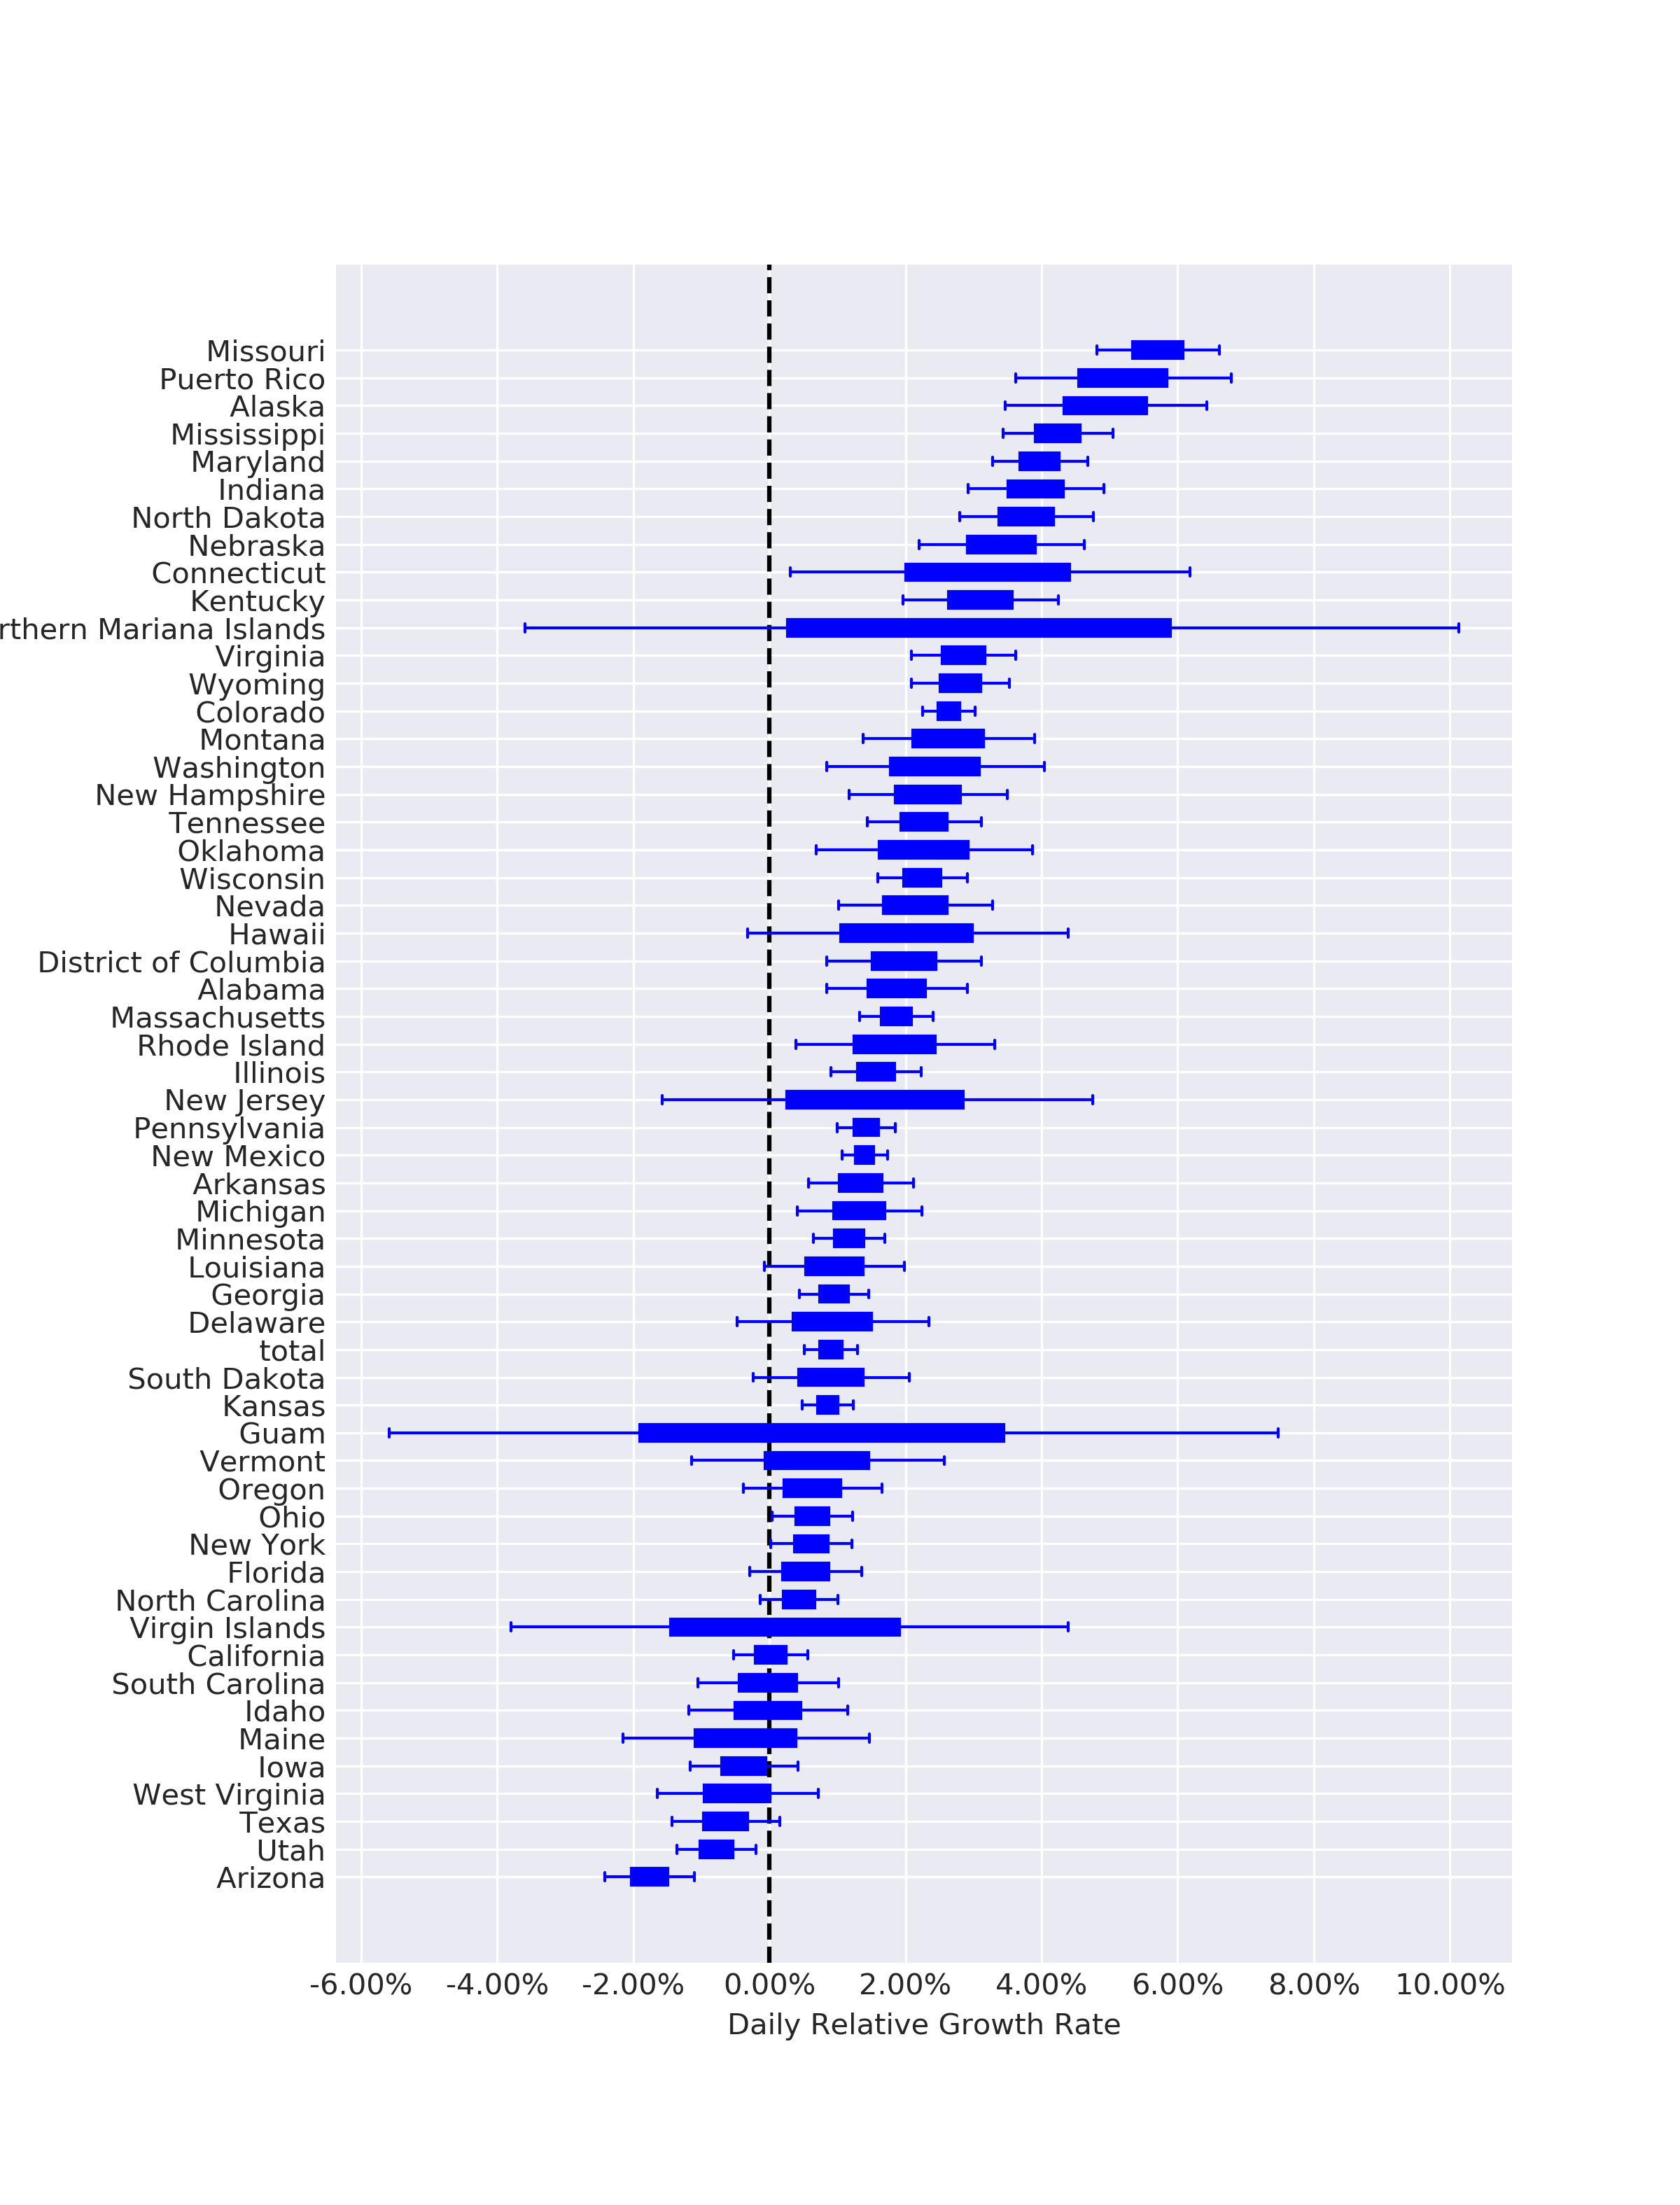 Missouri
Puerto Rico
Alaska
Mississippi
Maryland
Indiana
North Dakota
Nebraska
Connecticut
Kentucky
rthern Mariana Islands
Virginia
Wyoming
Colorado
Montana
Washington
New Hampshire
Tennessee
Oklahoma
Wisconsin
Nevada
Hawaii
District of Columbia
Alabama
Massachusetts
Rhode Island
Illinois
New Jersey
Pennsylvania
New Mexico
Arkansas
Michigan
Minnesota
Louisiana
Georgia
Delaware
total
South Dakota
Kansas
Guam
Vermont
Oregon
Ohio
New York
Florida
North Carolina
Virgin Islands
California
South Carolina
Idaho
Maine
Iowa
West Virginia
Texas
Utah
Arizona
-6.00% -4.00% -2.00% 0.00% 2.00% 4.00% 6.00% 8.00% 10.00%
Daily Relative Growth Rate